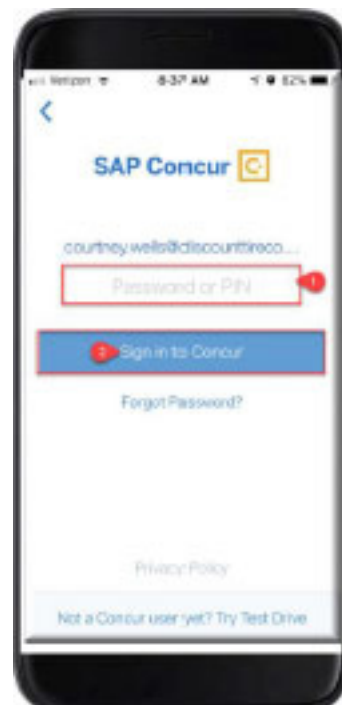 Verizon 8:37 AM 82%
SAP Concur C.
courtney.wells@discounttireco....
Password or PIN
1
2 Sign in to Concur
Forgot Password?
Privacy Policy
Not a Concur user yet? Try Test Drive